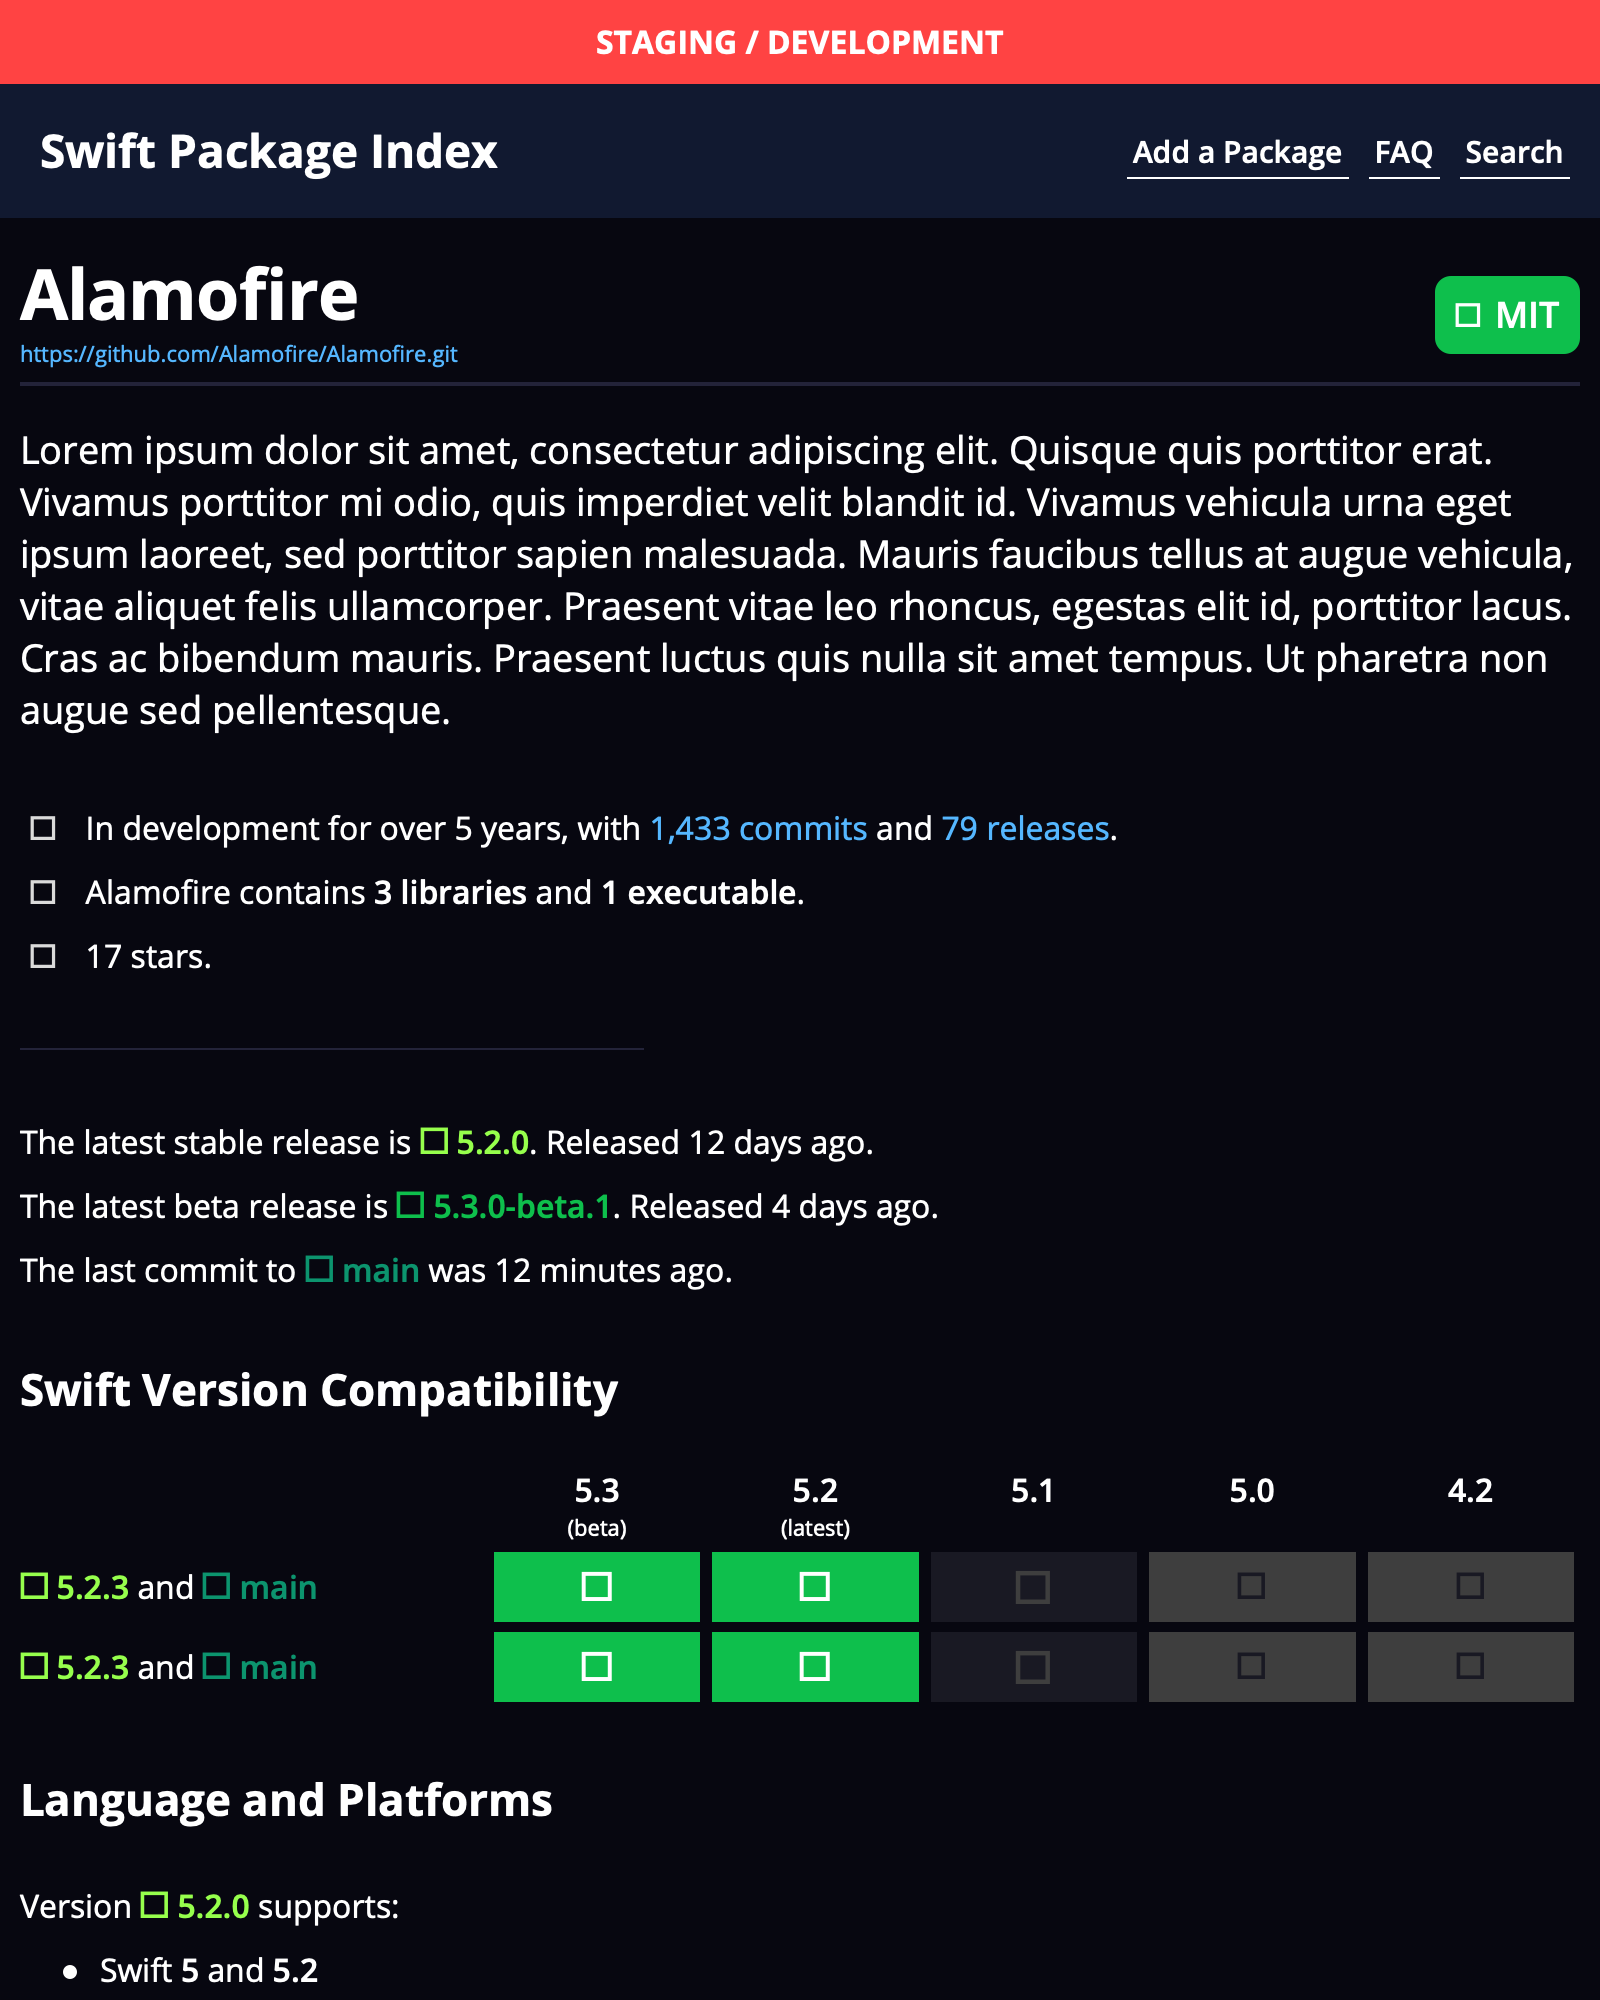 STAGING / DEVELOPMENT
Swift Package Index
Add a Package FAQ Search
Alamofire
MIT
https://github.com/Alamofire/Alamofire.git
Lorem ipsum dolor sit amet, consectetur adipiscing elit. Quisque quis porttitor erat.
Vivamus porttitor mi odio, quis imperdiet velit blandit id. Vivamus vehicula urna eget
ipsum laoreet, sed porttitor sapien malesuada. Mauris faucibus tellus at augue vehicula,
vitae aliquet felis ullamcorper. Praesent vitae leo rhoncus, egestas elit id, porttitor lacus.
Cras ac bibendum mauris. Praesent luctus quis nulla sit amet tempus. Ut pharetra non
augue sed pellentesque.
In development for over 5 years, with 1,433 commits and 79 releases.
Alamofire contains 3 libraries and 1 executable.
17 stars.
The latest stable release is 5.2.0. Released 12 days ago.
The latest beta release is 5.3.0-beta.1. Released 4 days ago.
The last commit to main was 12 minutes ago.
Swift Version Compatibility
5.3 5.2 5.1 5.0 4.2
(beta) (latest)
5.2.3 and main
5.2.3 and main
Language and Platforms
Version 5.2.0 supports:
• Swift 5 and 5.2